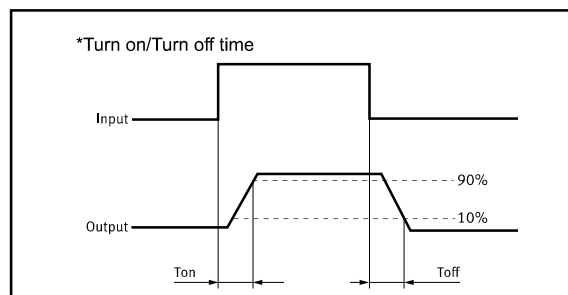 *Turn on/Turn off time
Input
90%
10%
Output
Ton
Toff